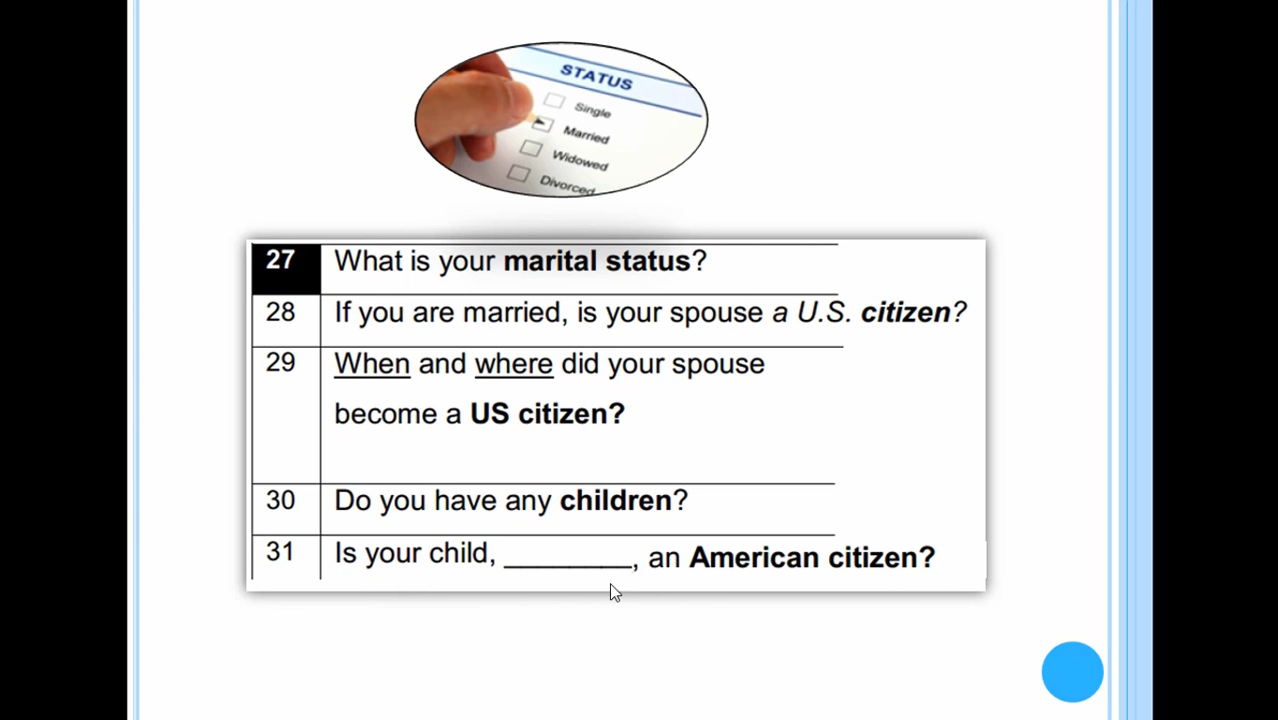 STATUS
Single
Married
Widowed
Divorced
27 What is your marital status?
28 If you are married, is your spouse a U.S. citizen?
29 When and where did your spouse
become a US citizen?
30 Do you have any children?
31 Is your child, ________, an American citizen?